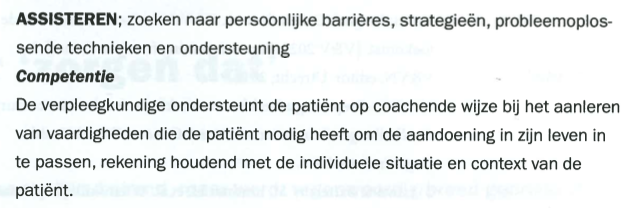 ASSISTEREN; zoeken naar persoonlijke barrières, strategieën, probleemoplos-
sende technieken en ondersteuning
Competentie
De verpleegkundige ondersteunt de patiënt op coachende wijze bij het aanleren
van vaardigheden die de patiënt nodig heeft om de aandoening in zijn leven in
te passen, rekening houdend met de individuele situatie en context van de
patiënt.